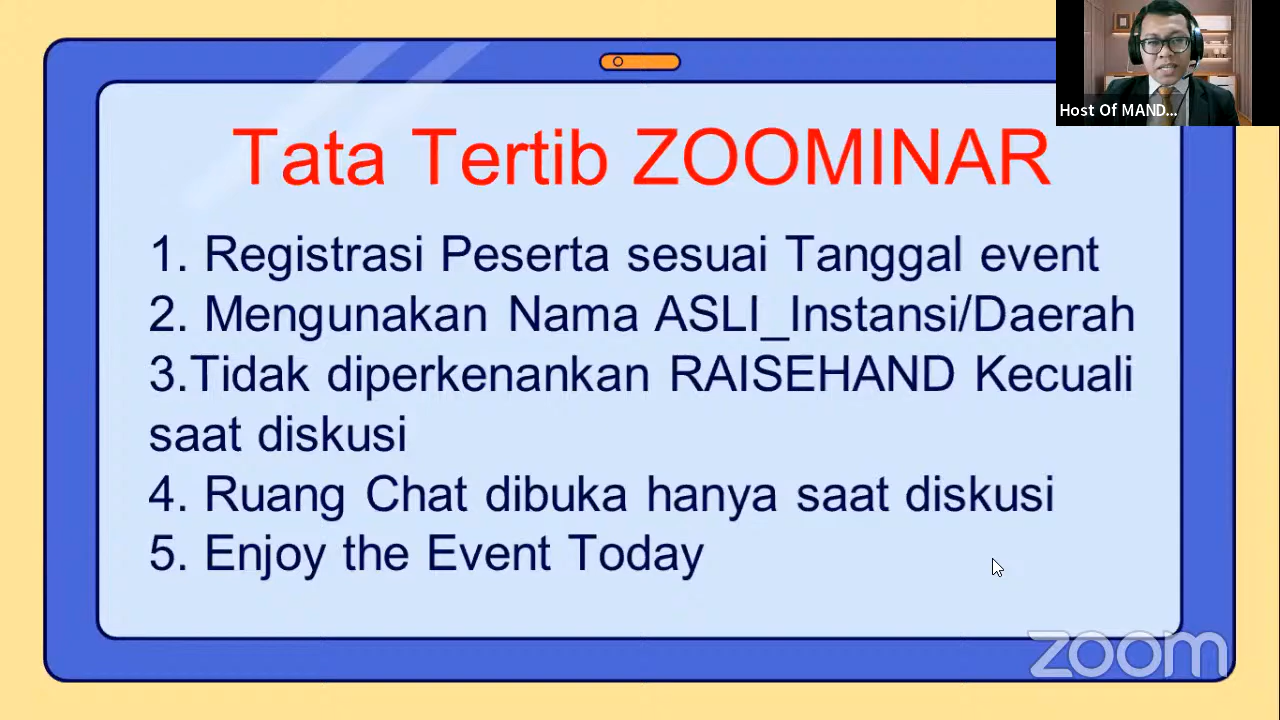 Host Of MAND...
Tata Tertib ZOOMINAR
1. Registrasi Peserta sesuai Tanggal event
2. Mengunakan Nama ASLI_Instansi/Daerah
3.Tidak diperkenankan RAISEHAND Kecuali
saat diskusi
4. Ruang Chat dibuka hanya saat diskusi
5. Enjoy the Event Today
zoom